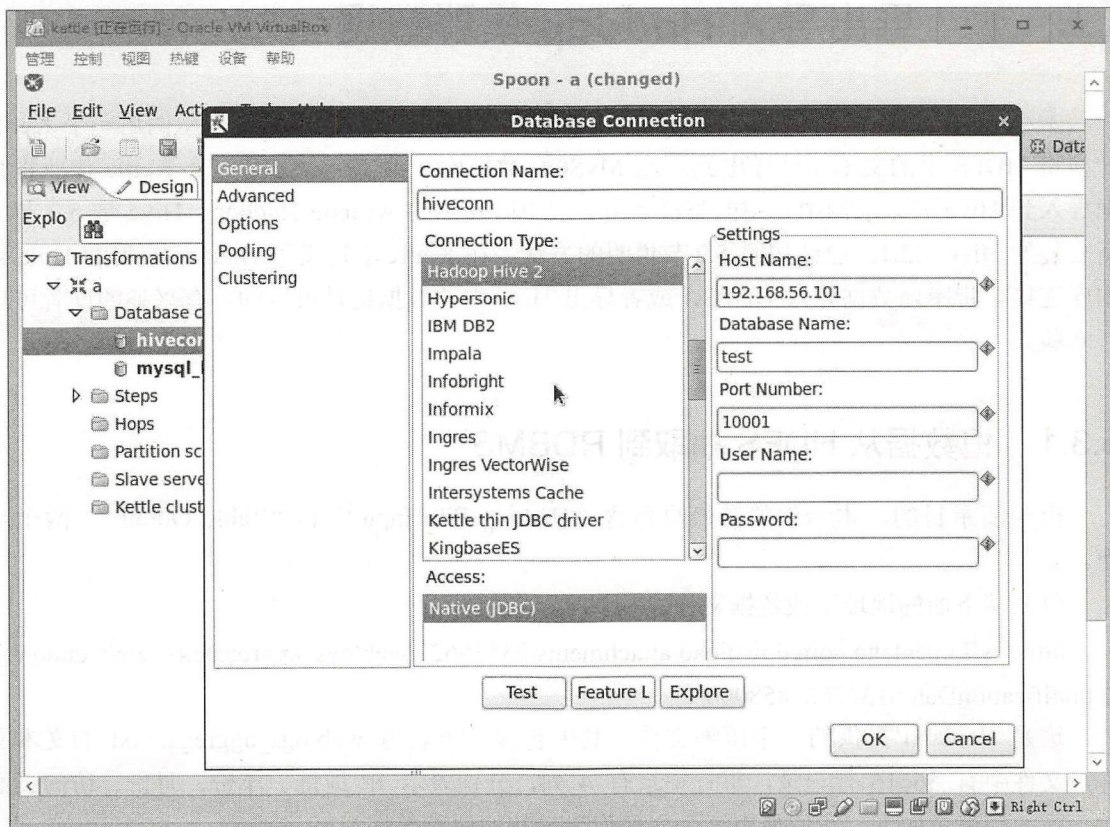 kettle [正在运行] - Oracle VM VirtualBox
管理 控制 视图 热键 设备 帮助
Spoon - a (changed)
File Edit View
Database Connection
Data
View Design
Explo
Transformations
a
Database c
hivecon
mysql_
Steps
Hops
Partition sc
Slave serve
Kettle clust
General
Advanced
Options
Pooling
Clustering
Connection Name:
hiveconn
Connection Type:
Hadoop Hive 2
Hypersonic
IBM DB2
Impala
Infobright
Informix
Ingres
Ingres VectorWise
Intersystems Cache
Kettle thin JDBC driver
KingbaseES
Access:
Native (JDBC)
Settings
Host Name:
192.168.56.101
Database Name:
test
Port Number:
10001
User Name:
Password:
Test Feature L Explore
OK Cancel
Right Ctrl